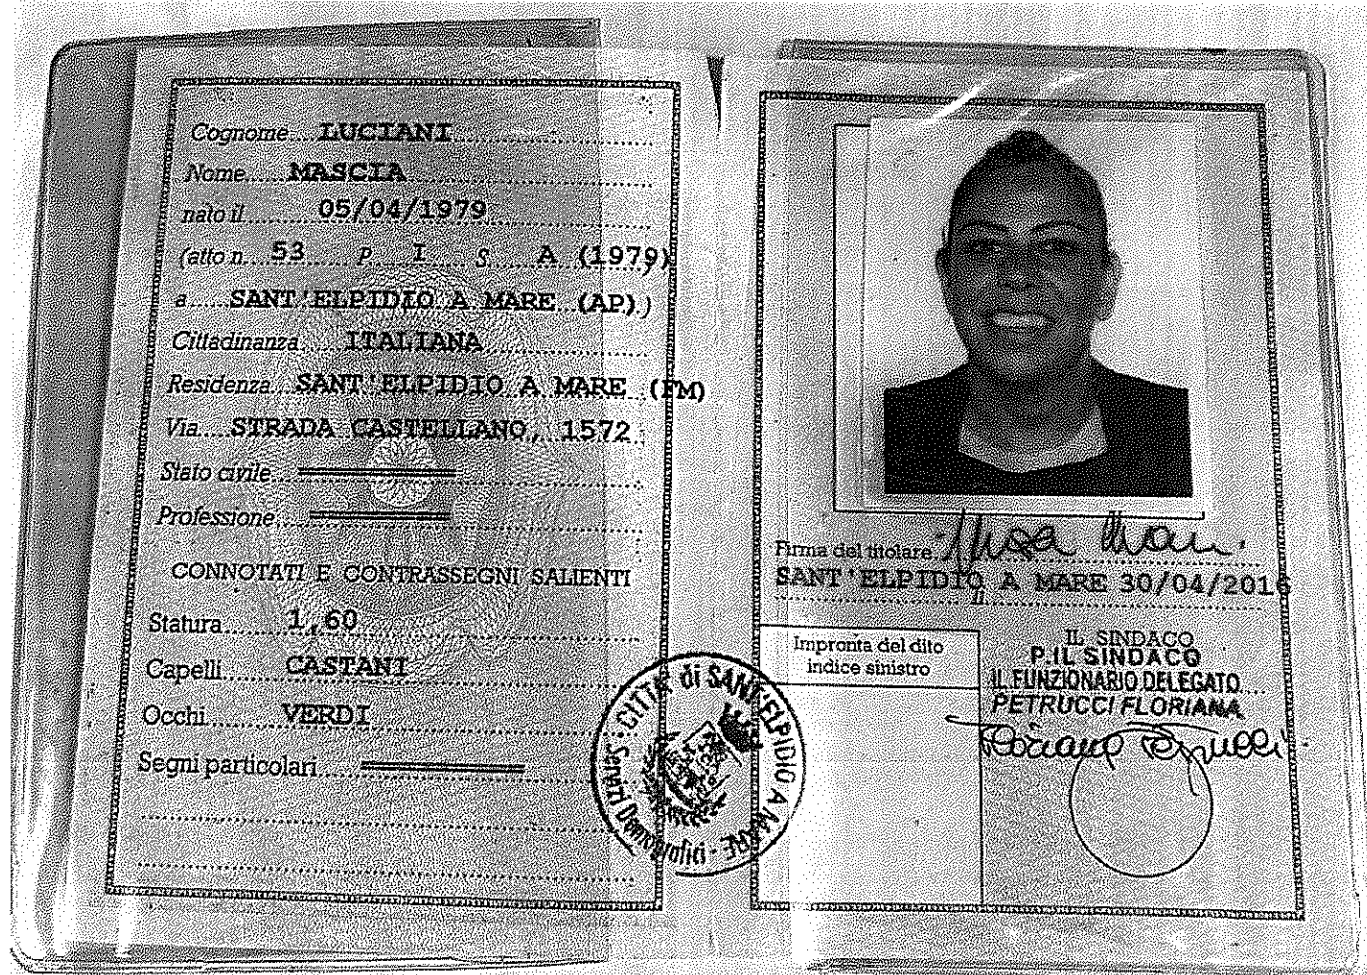 Cognome LUCIANI
Nome MASCIA
nato il 05/04/1979
(atto n. 53 P. I S. A (1979)
a SANT'ELPIDIO A MARE (AP))
Cittadinanza ITALIANA
Residenza SANT'ELPIDIO A MARE (FM)
Via STRADA CASTELLANO, 1572
Stato civile
Professione
CONNOTATI E CONTRASSEGNI SALIENTI
Statura 1,60
Capelli CASTANI
Occhi VERDI
Segni particolari
CITTA' di SANT'ELPIDIO A MARE - Servizi Demografici -
Firma del titolare
SANT'ELPIDIO A MARE 30/04/2016
li
Impronta del dito
indice sinistro
IL SINDACO
P.IL SINDACO
IL FUNZIONARIO DELEGATO
PETRUCCI FLORIANA
Floriana Petrucci